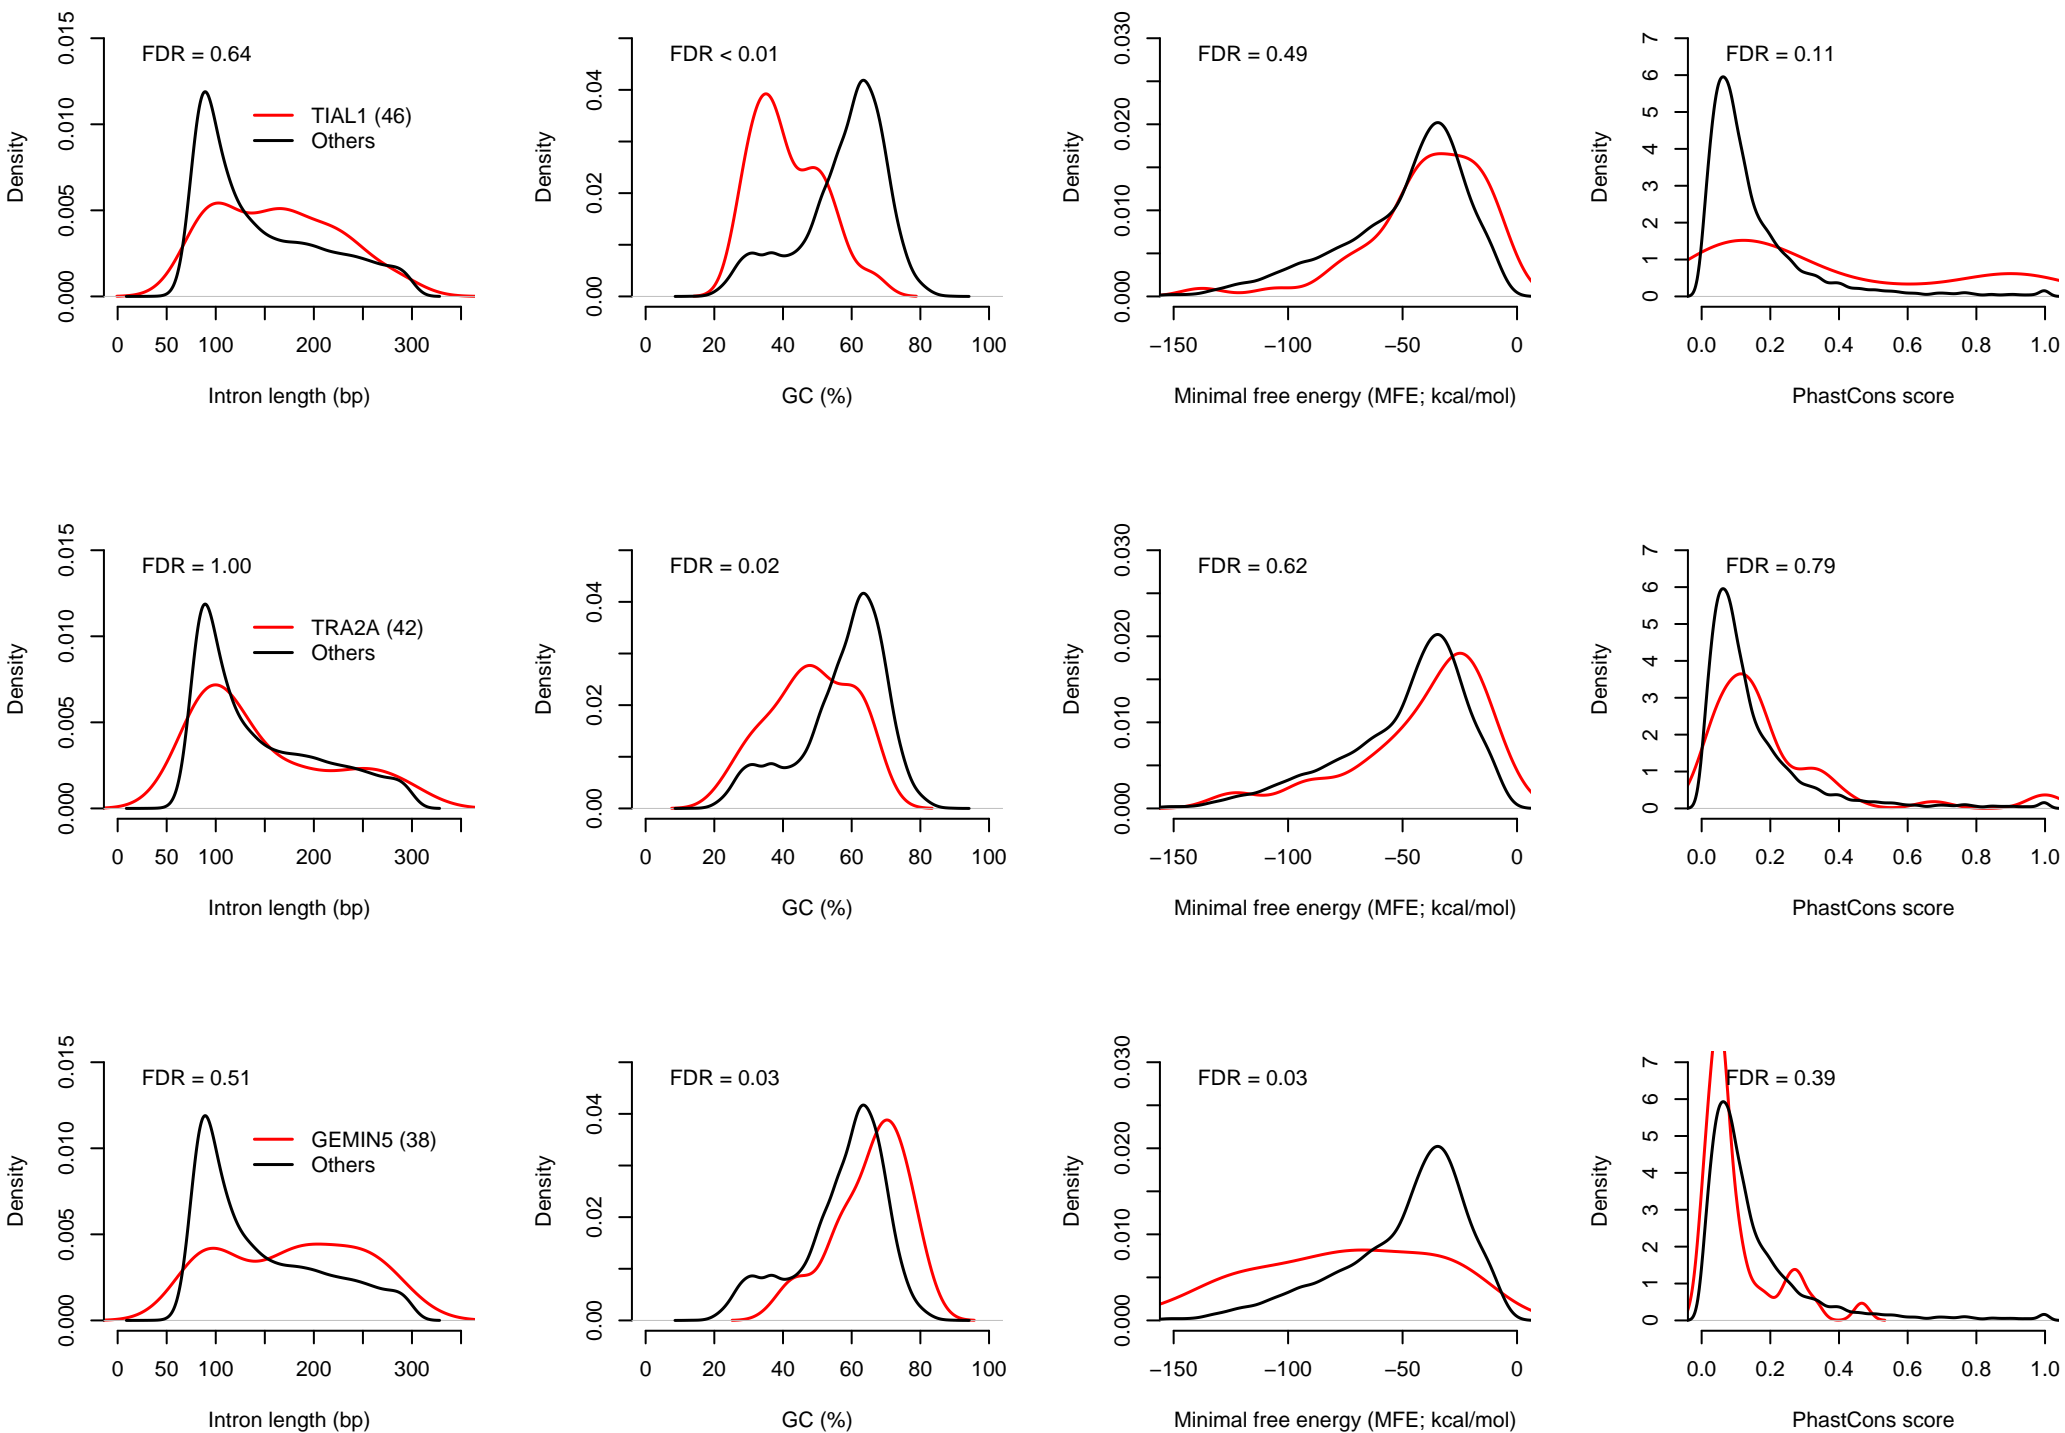 FDR = 0.64
TIAL1 (46)
Others
Density
0.000 0.005 0.010 0.015
0 50 100 200 300
Intron length (bp)
FDR < 0.01
Density
0.00 0.02 0.04
0 20 40 60 80 100
GC (%)
FDR = 0.49
Density
0.000 0.010 0.020 0.030
−150 −100 −50 0
Minimal free energy (MFE; kcal/mol)
FDR = 0.11
Density
0 1 2 3 4 5 6 7
0.0 0.2 0.4 0.6 0.8 1.0
PhastCons score
FDR = 1.00
TRA2A (42)
Others
Density
0.000 0.005 0.010 0.015
0 50 100 200 300
Intron length (bp)
FDR = 0.02
Density
0.00 0.02 0.04
0 20 40 60 80 100
GC (%)
FDR = 0.62
Density
0.000 0.010 0.020 0.030
−150 −100 −50 0
Minimal free energy (MFE; kcal/mol)
FDR = 0.79
Density
0 1 2 3 4 5 6 7
0.0 0.2 0.4 0.6 0.8 1.0
PhastCons score
FDR = 0.51
GEMIN5 (38)
Others
Density
0.000 0.005 0.010 0.015
0 50 100 200 300
Intron length (bp)
FDR = 0.03
Density
0.00 0.02 0.04
0 20 40 60 80 100
GC (%)
FDR = 0.03
Density
0.000 0.010 0.020 0.030
−150 −100 −50 0
Minimal free energy (MFE; kcal/mol)
FDR = 0.39
Density
0 1 2 3 4 5 6 7
0.0 0.2 0.4 0.6 0.8 1.0
PhastCons score